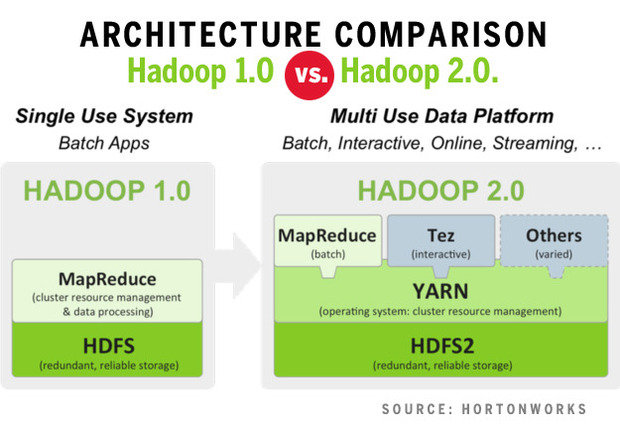 ARCHITECTURE COMPARISON
Hadoop 1.0 vs. Hadoop 2.0.
Single Use System
Batch Apps
Multi Use Data Platform
Batch, Interactive, Online, Streaming, …
HADOOP 1.0
MapReduce
(cluster resource management
& data processing)
HDFS
(redundant, reliable storage)
HADOOP 2.0
MapReduce
(batch)
Tez
(interactive)
Others
(varied)
YARN
(operating system: cluster resource management)
HDFS2
(redundant, reliable storage)
SOURCE: HORTONWORKS